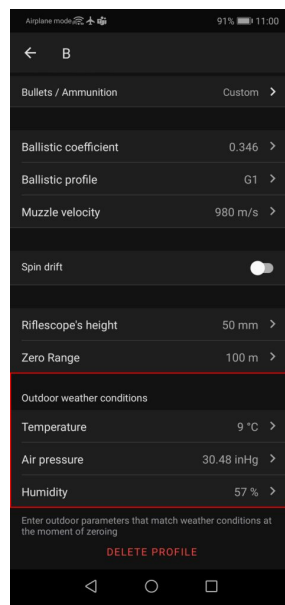 Airplane mode 91% 11:00
B
Bullets / Ammunition Custom
Ballistic coefficient 0.346
Ballistic profile G1
Muzzle velocity 980 m/s
Spin drift
Riflescope's height 50 mm
Zero Range 100 m
Outdoor weather conditions
Temperature 9 °C
Air pressure 30.48 inHg
Humidity 57 %
Enter outdoor parameters that match weather conditions at
the moment of zeroing
DELETE PROFILE